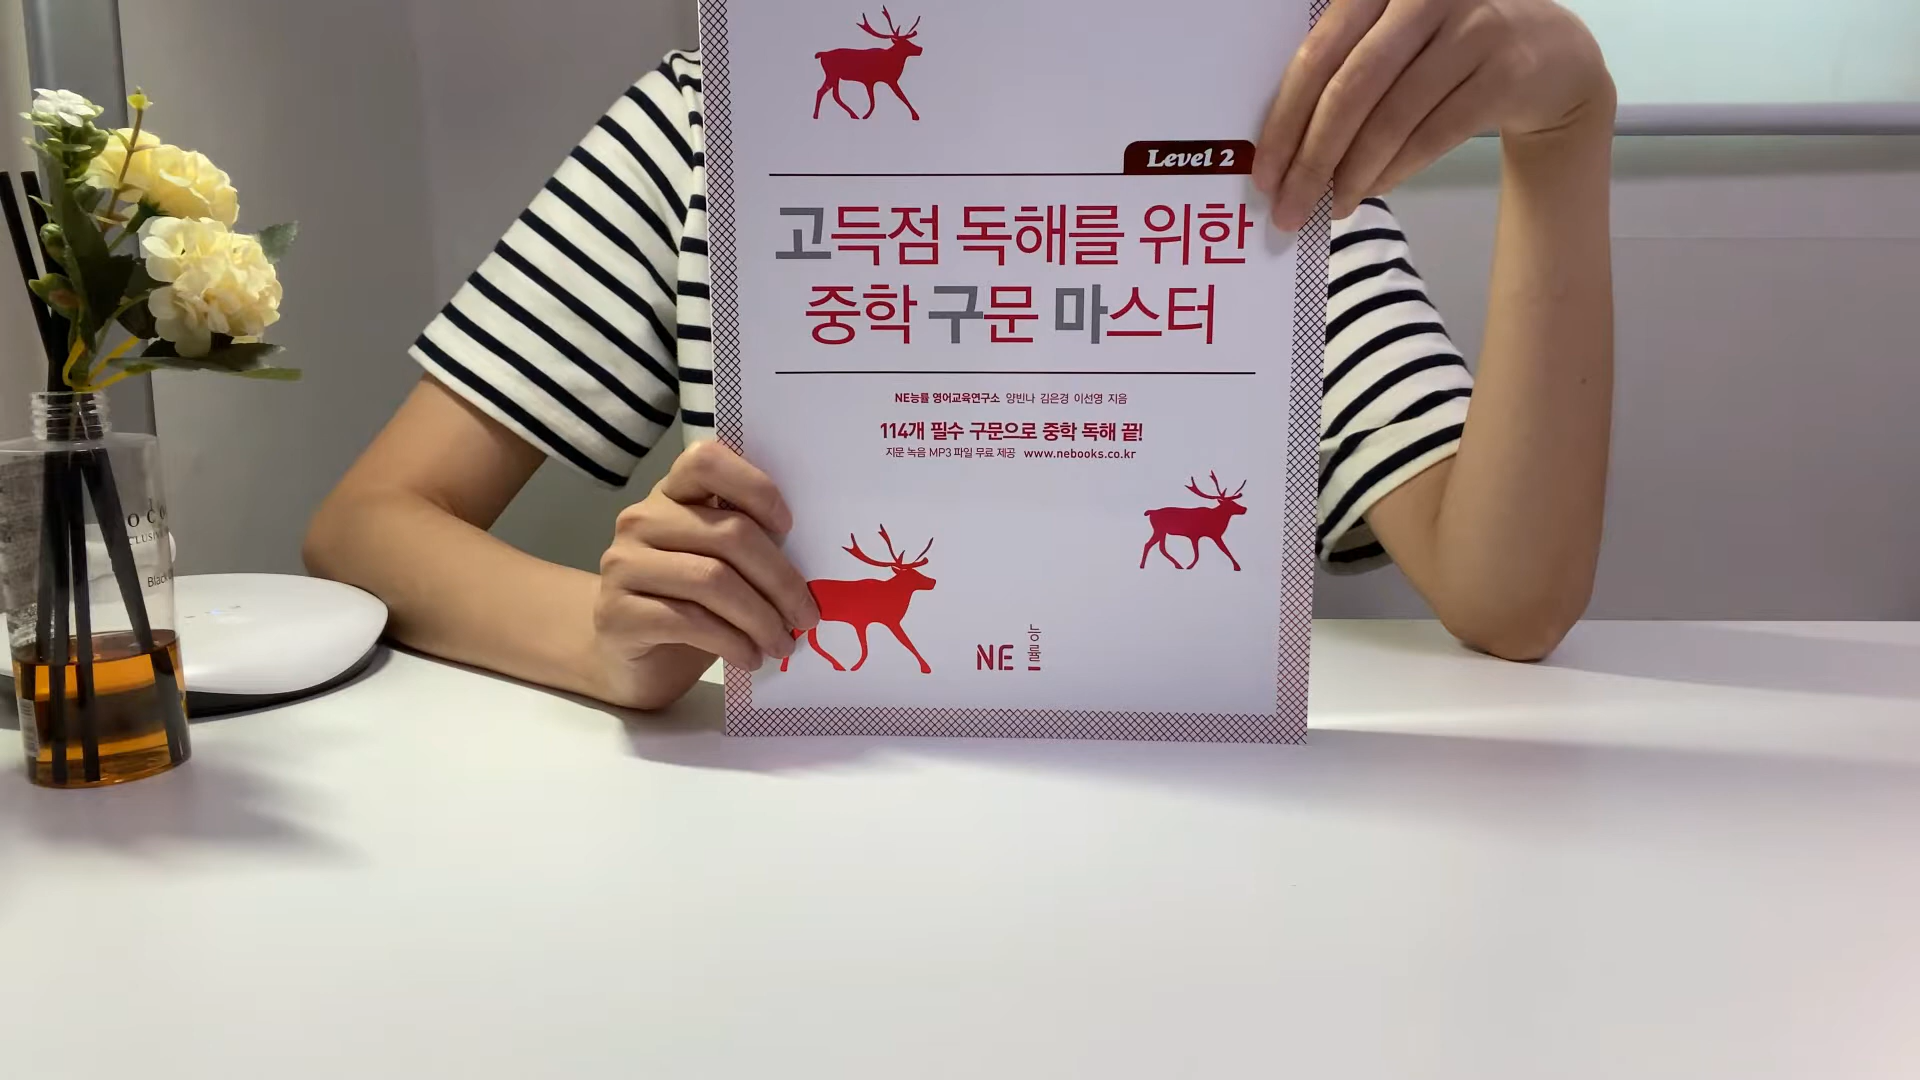 Level 2
고득점 독해를 위한
중학 구문 마스터
NE능률 영어교육연구소 양빈나 김은경 이선영 지음
114개 필수 구문으로 중학 독해 끝!
지문 녹음 MP3 파일 무료 제공 www.nebooks.co.kr
NE 능률
Black